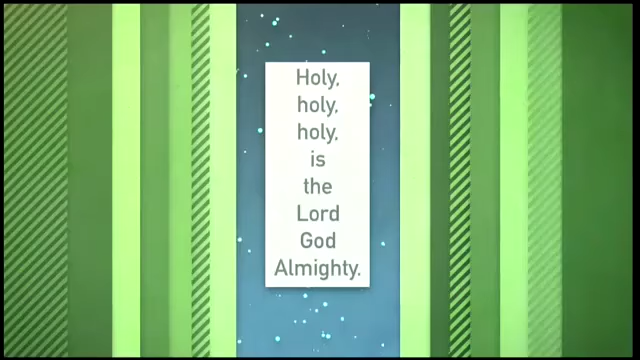 Holy,
holy,
holy,
is
the
Lord
God
Almighty.